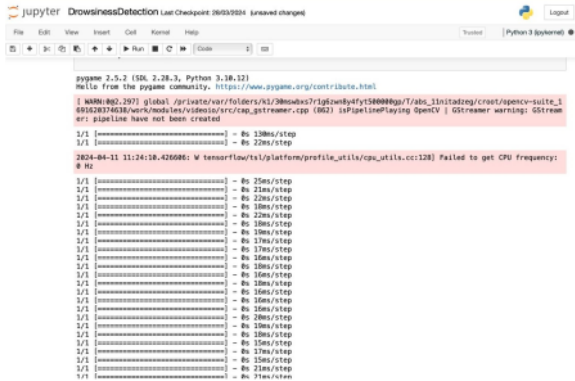 jupyter DrowsinessDetection Last Checkpoint: 28/03/2024 (unsaved changes)
Logout
File Edit View Insert Cell Kernel Help
Trusted
Python 3 (ipykernel)
Run
Code
pygame 2.5.2 (SDL 2.28.3, Python 3.10.12)
Hello from the pygame community. https://www.pygame.org/contribute.html
[ WARN:0@2.297] global /private/var/folders/k1/
gp/T/abs_11nitadzeg/croot/opencv-suite_1
691620374638/work/modules/videoio/src/cap_gstreamer.cpp (862) isPipelinePlaying OpenCV | GStreamer warning: GStream
er: pipeline have not been created
1/1 [==============================] - 0s 130ms/step
1/1 [==============================] - 0s 22ms/step
2024-04-11 11:24:10.426606: W tensorflow/tsl/platform/profile_utils/cpu_utils.cc:128] Failed to get CPU frequency:
0 Hz
1/1 [==============================] - 0s 25ms/step
1/1 [==============================] - 0s 21ms/step
1/1 [==============================] - 0s 22ms/step
1/1 [==============================] - 0s 18ms/step
1/1 [==============================] - 0s 22ms/step
1/1 [==============================] - 0s 18ms/step
1/1 [==============================] - 0s 19ms/step
1/1 [==============================] - 0s 17ms/step
1/1 [==============================] - 0s 17ms/step
1/1 [==============================] - 0s 16ms/step
1/1 [==============================] - 0s 18ms/step
1/1 [==============================] - 0s 16ms/step
1/1 [==============================] - 0s 18ms/step
1/1 [==============================] - 0s 16ms/step
1/1 [==============================] - 0s 16ms/step
1/1 [==============================] - 0s 16ms/step
1/1 [==============================] - 0s 20ms/step
1/1 [==============================] - 0s 19ms/step
1/1 [==============================] - 0s 18ms/step
1/1 [==============================] - 0s 15ms/step
1/1 [==============================] - 0s 17ms/step
1/1 [==============================] - 0s 15ms/step
1/1 [==============================] - 0s 21ms/step
1/1 [==============================] - 0s 21ms/step